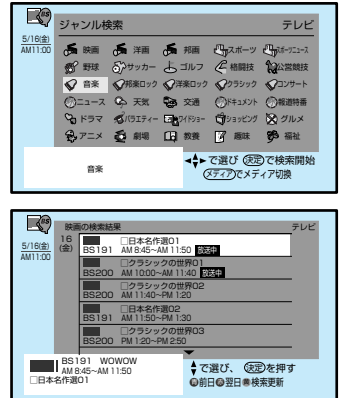 ジャンル検索 テレビ
5/16(金)
AM11:00
映画 洋画 邦画 スポーツ スポーツニュース
野球 サッカー ゴルフ 格闘技 公営競技
音楽 邦楽ロック 洋楽ロック クラシック コンサート
ニュース 天気 交通 ドキュメント 報道特番
ドラマ バラエティー ワイドショー ショッピング グルメ
アニメ 劇場 教養 趣味 福祉
音楽
で選び 決定で検索開始
メディアでメディア切換
BS
映画の検索結果 テレビ
5/16(金)
AM11:00
16
(金)
□日本名作選01
BS191 AM 8:45~AM 11:50 放送中
□クラシックの世界01
BS200 AM 10:00~AM 11:40 放送中
□クラシックの世界02
BS200 AM 11:40~PM 1:20
□日本名作選02
BS191 AM 11:50~PM 1:30
□クラシックの世界03
BS200 PM 1:20~PM 2:50
BS191 WOWOW
AM 8:45~AM 11:50
□日本名作選01
で選び、 決定を押す
前日 翌日 検索更新